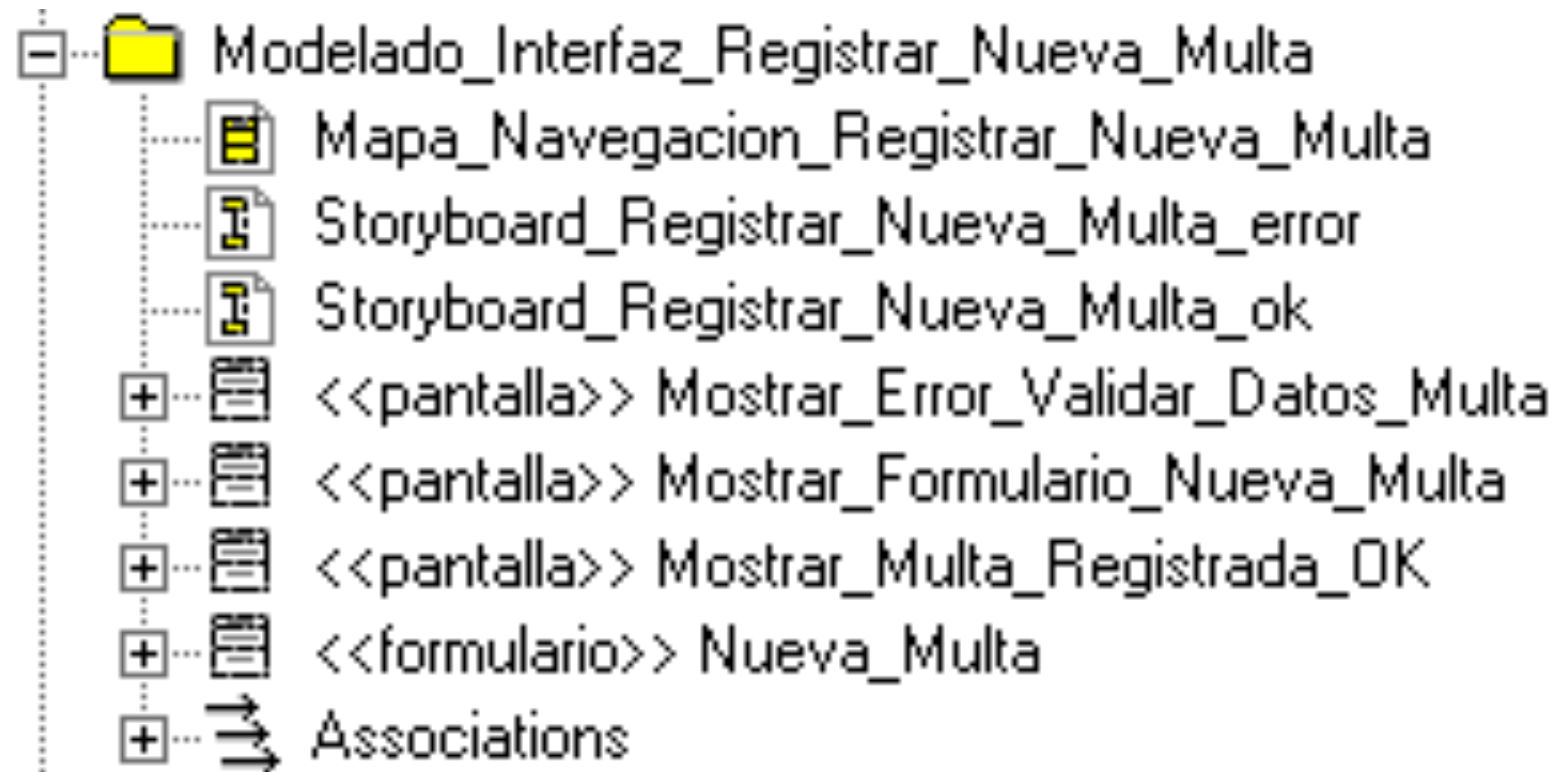 Modelado_Interfaz_Registrar_Nueva_Multa
Mapa_Navegacion_Registrar_Nueva_Multa
Storyboard_Registrar_Nueva_Multa_error
Storyboard_Registrar_Nueva_Multa_ok
<<pantalla>> Mostrar_Error_Validar_Datos_Multa
<<pantalla>> Mostrar_Formulario_Nueva_Multa
<<pantalla>> Mostrar_Multa_Registrada_OK
<<formulario>> Nueva_Multa
Associations